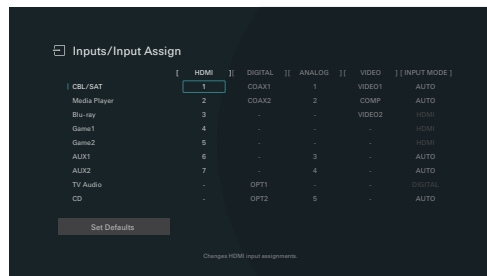 Inputs/Input Assign
[ HDMI ][ DIGITAL ][ ANALOG ][ VIDEO ][ INPUT MODE ]
CBL/SAT 1 COAX1 1 VIDEO1 AUTO
Media Player 2 COAX2 2 COMP AUTO
Blu-ray 3 - - VIDEO2 HDMI
Game1 4 - - - HDMI
Game2 5 - - - HDMI
AUX1 6 - 3 - AUTO
AUX2 7 - 4 - AUTO
TV Audio - OPT1 - - DIGITAL
CD - OPT2 5 - AUTO
Set Defaults
Changes HDMI input assignments.